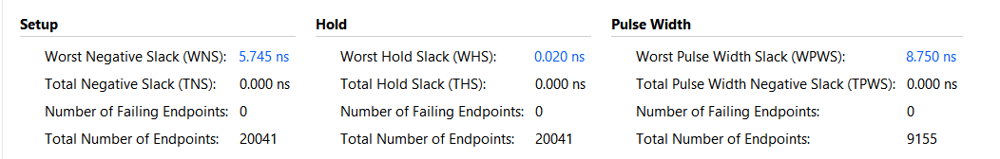 Setup Hold Pulse Width
Worst Negative Slack (WNS): 5.745 ns Worst Hold Slack (WHS): 0.020 ns Worst Pulse Width Slack (WPWS): 8.750 ns
Total Negative Slack (TNS): 0.000 ns Total Hold Slack (THS): 0.000 ns Total Pulse Width Negative Slack (TPWS): 0.000 ns
Number of Failing Endpoints: 0 Number of Failing Endpoints: 0 Number of Failing Endpoints: 0
Total Number of Endpoints: 20041 Total Number of Endpoints: 20041 Total Number of Endpoints: 9155